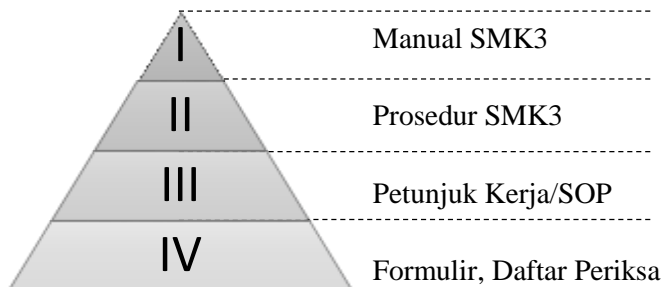 I Manual SMK3
II Prosedur SMK3
III Petunjuk Kerja/SOP
IV Formulir, Daftar Periksa